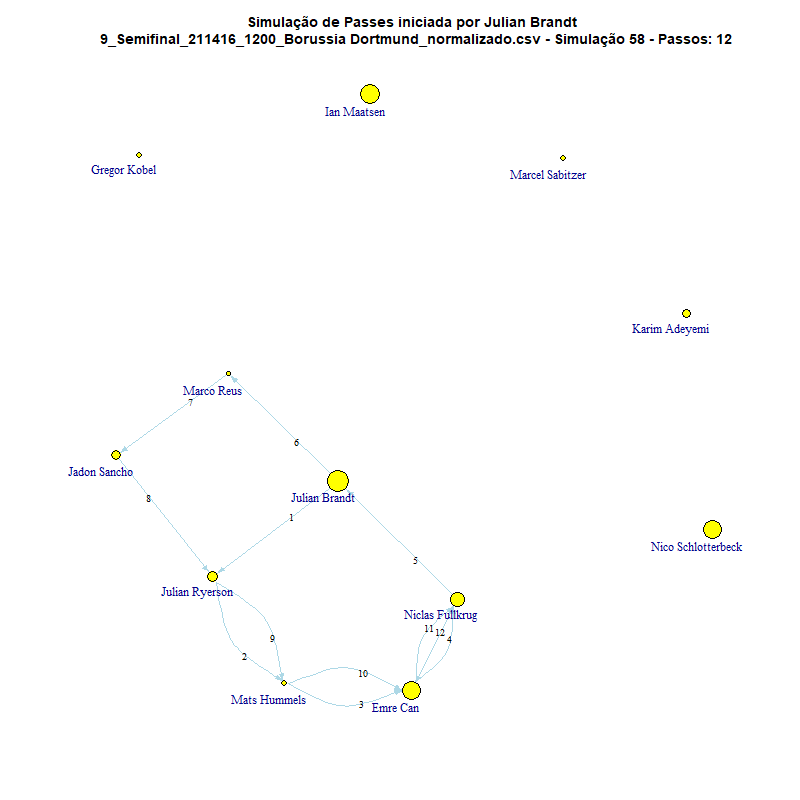 Simulação de Passes iniciada por Julian Brandt
9_Semifinal_211416_1200_Borussia Dortmund_normalizado.csv - Simulação 58 - Passos: 12
Ian Maatsen
Gregor Kobel
Marcel Sabitzer
Karim Adeyemi
Marco Reus
7
6
Jadon Sancho
8
Julian Brandt
1
Nico Schlotterbeck
5
Julian Ryerson
Niclas Fullkrug
11
12
4
9
2
10
Mats Hummels
3
Emre Can